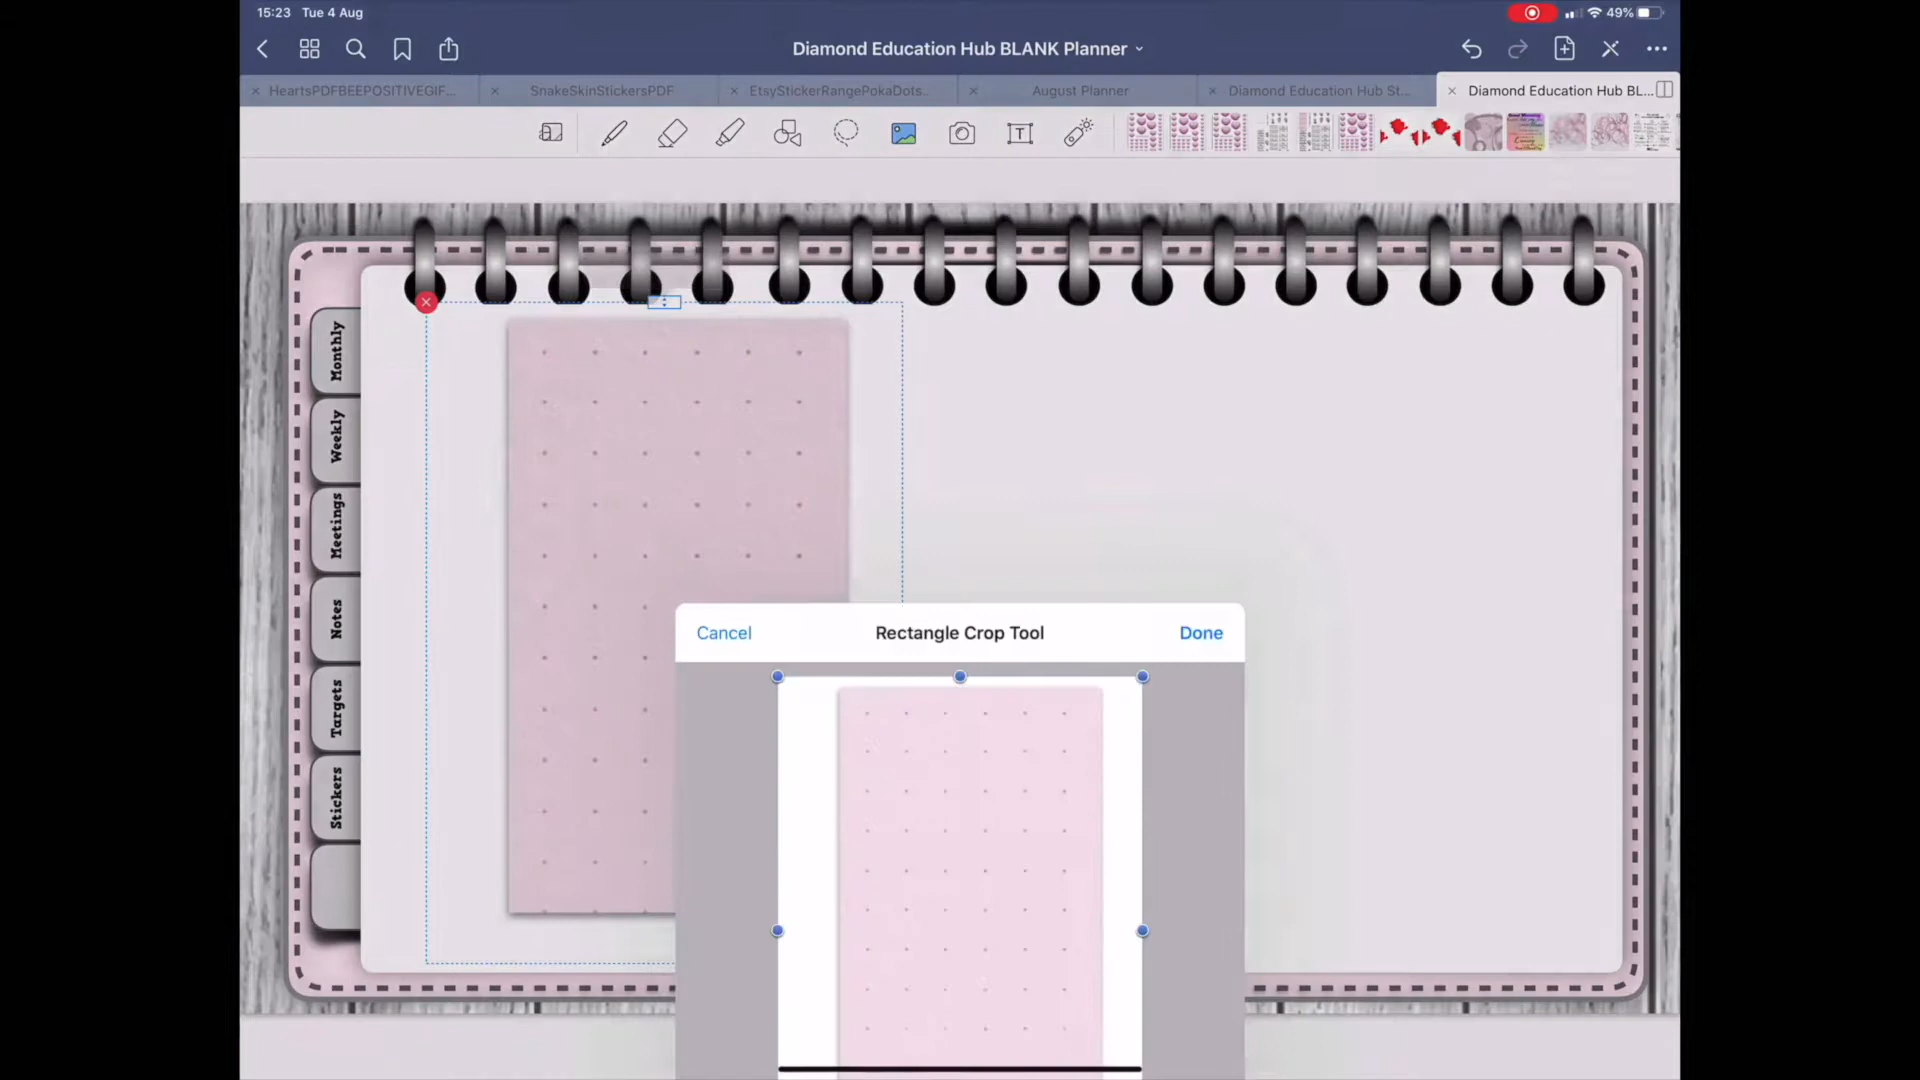 15:23 Tue 4 Aug
49%
Diamond Education Hub BLANK Planner
HeartsPDFBEEPOSITIVEGIF...
SnakeSkinStickersPDF
EtsyStickerRangePokaDots..
August Planner
Diamond Education Hub St...
Diamond Education Hub BL...
T
Monthly
Weekly
Meetings
Notes
Targets
Stickers
Cancel
Rectangle Crop Tool
Done